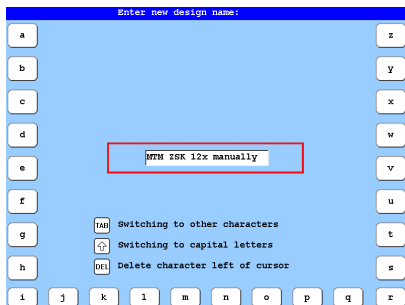 Enter new design name:
a
z
b
y
c
x
d
w
MTM ZSK 12x manually
e
v
f
u
TAB Switching to other characters
g
t
Switching to capital letters
DEL Delete character left of cursor
h
s
i j k l m n o p q r